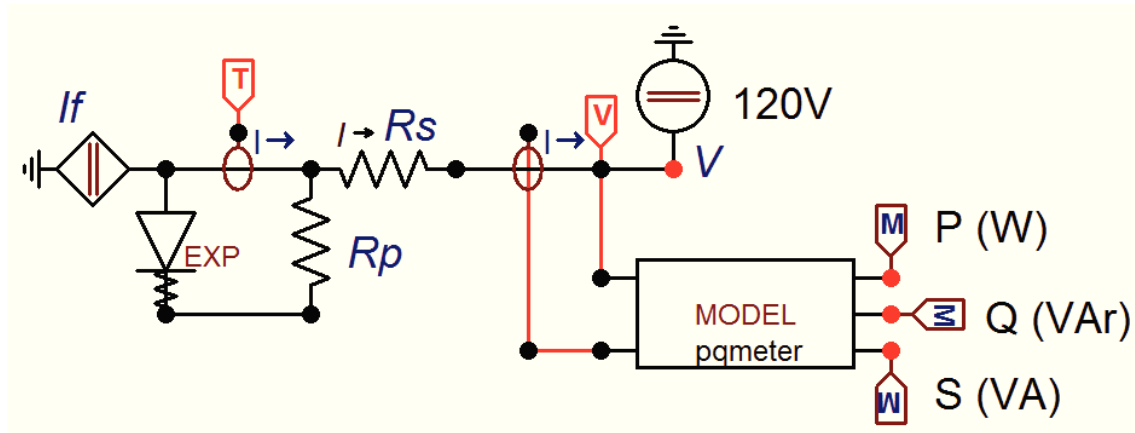 If
T
I→
I→
Rs
I→
V
120V
V
EXP
Rp
MODEL
pqmeter
M
P (W)
M
Q (VAr)
M
S (VA)